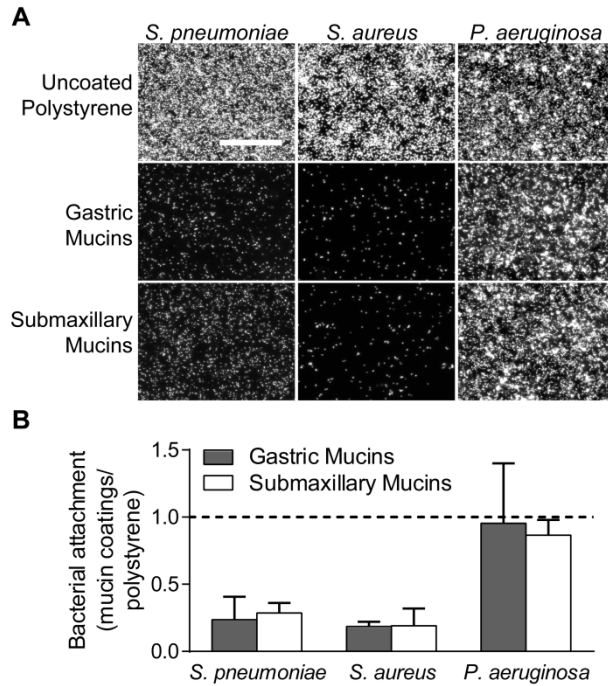 A
S. pneumoniae S. aureus P. aeruginosa
Uncoated
Polystyrene
Gastric
Mucins
Submaxillary
Mucins
B
Bacterial attachment
(mucin coatings/
polystyrene)
1.5
1.0
0.5
0.0
Gastric Mucins
Submaxillary Mucins
S. pneumoniae S. aureus P. aeruginosa